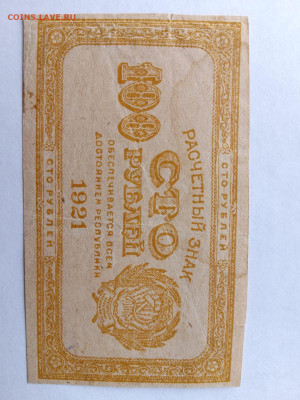 COINS.LAVE.RU
РАСЧЕТНЫЙ ЗНАК
100 СТО
РУБЛЕЙ
ОБЕСПЕЧИВАЕТСЯ ВСЕМ
ДОСТОЯНИЕМ РЕСПУБЛИКИ
1921
СТО РУБЛЕЙ
СТО РУБЛЕЙ